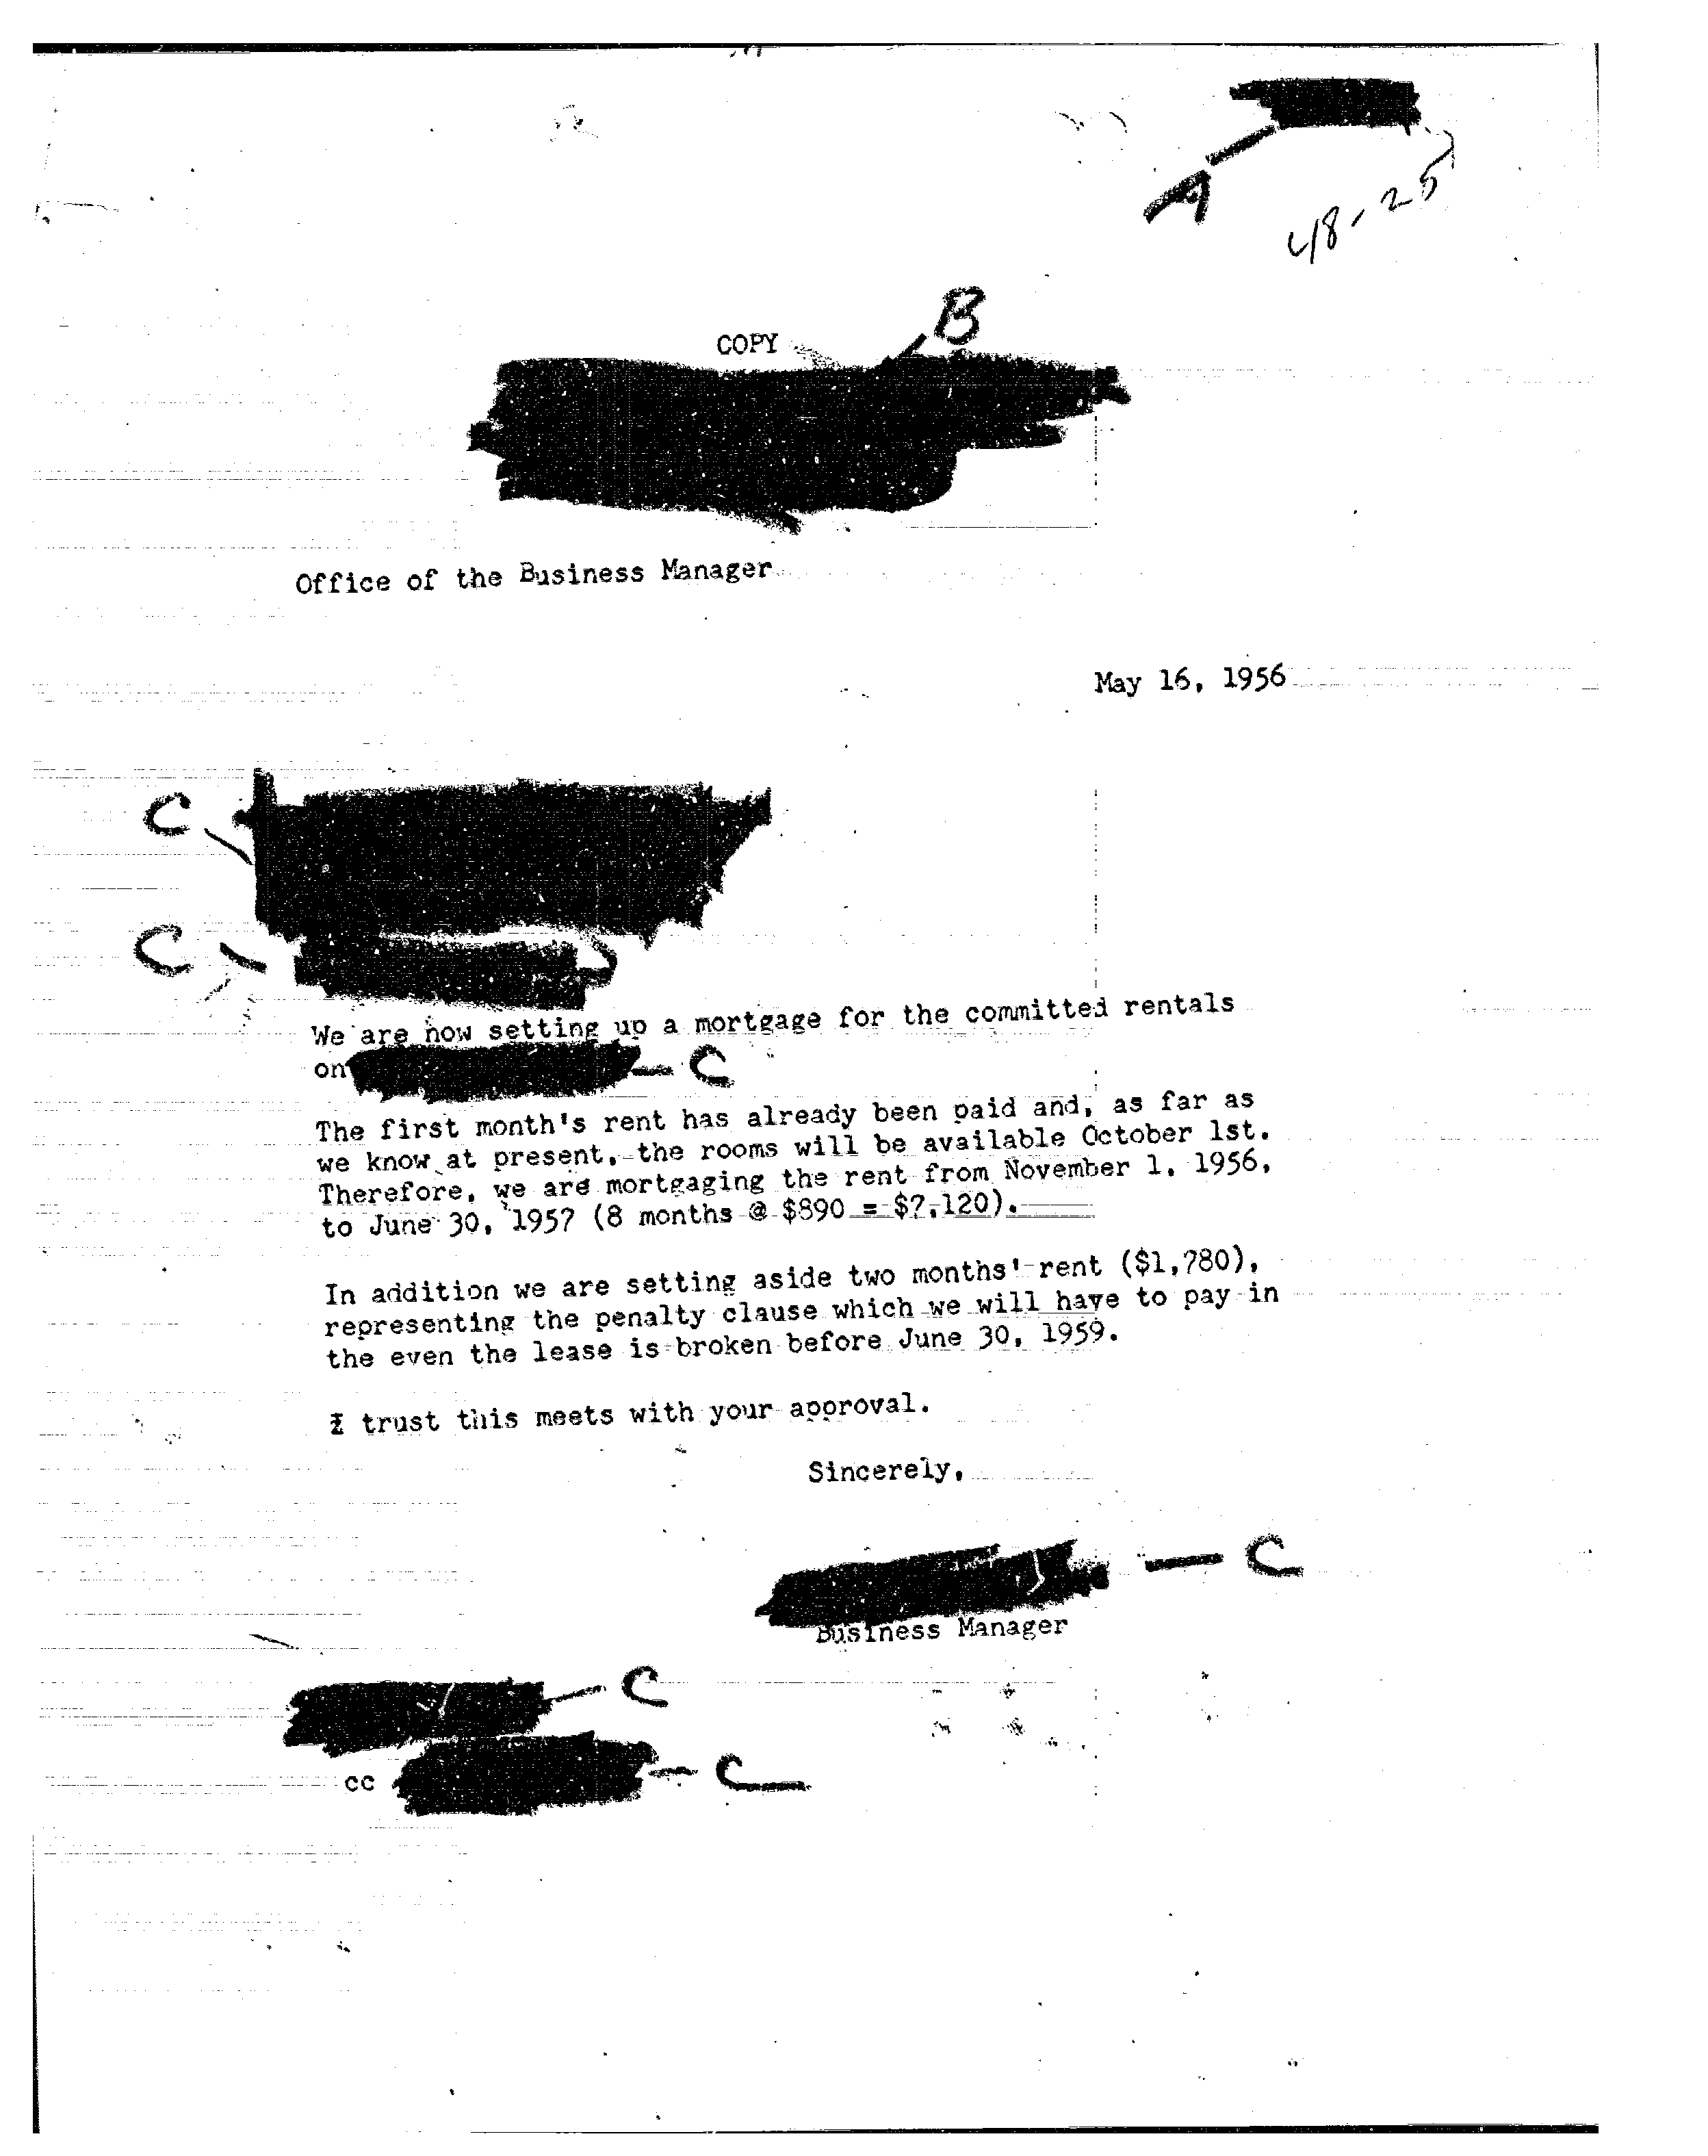 A
48-25
B
COPY
Office of the Business Manager
May 16, 1956
C
C
We are now setting up a mortgage for the committed rentals
on
C
The first month's rent has already been paid and, as far as
we know at present, the rooms will be available October 1st.
Therefore, we are mortgaging the rent from November 1, 1956,
to June 30, 1957 (8 months @ $890 = $7,120).
In addition we are setting aside two months' rent ($1,780),
representing the penalty clause which we will have to pay in
the even the lease is broken before June 30, 1959.
I trust this meets with your approval.
Sincerely,
C
Business Manager
C
cc
C